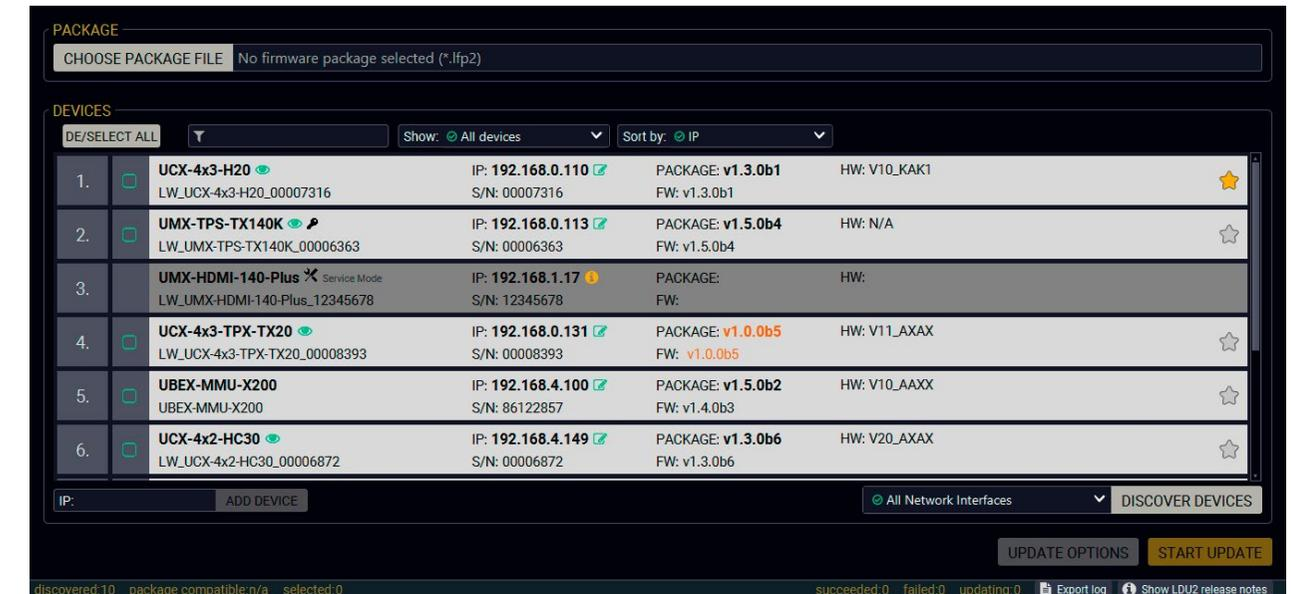 PACKAGE
CHOOSE PACKAGE FILE No firmware package selected (*.lfp2)
DEVICES
DE/SELECT ALL Show: All devices Sort by: IP
1. UCX-4x3-H20 IP: 192.168.0.110 PACKAGE: v1.3.0b1 HW: V10_KAK1
LW_UCX-4x3-H20_00007316 S/N: 00007316 FW: v1.3.0b1
2. UMX-TPS-TX140K IP: 192.168.0.113 PACKAGE: v1.5.0b4 HW: N/A
LW_UMX-TPS-TX140K_00006363 S/N: 00006363 FW: v1.5.0b4
3. UMX-HDMI-140-Plus Service Mode IP: 192.168.1.17 PACKAGE: HW:
LW_UMX-HDMI-140-Plus_12345678 S/N: 12345678 FW:
4. UCX-4x3-TPX-TX20 IP: 192.168.0.131 PACKAGE: v1.0.0b5 HW: V11_AXAX
LW_UCX-4x3-TPX-TX20_00008393 S/N: 00008393 FW: v1.0.0b5
5. UBEX-MMU-X200 IP: 192.168.4.100 PACKAGE: v1.5.0b2 HW: V10_AAXX
UBEX-MMU-X200 S/N: 86122857 FW: v1.4.0b3
6. UCX-4x2-HC30 IP: 192.168.4.149 PACKAGE: v1.3.0b6 HW: V20_AXAX
LW_UCX-4x2-HC30_00006872 S/N: 00006872 FW: v1.3.0b6
IP: ADD DEVICE All Network Interfaces DISCOVER DEVICES
UPDATE OPTIONS START UPDATE
discovered:10 package compatible:n/a selected:0 succeeded:0 failed:0 updating:0 Export log Show LDU2 release notes